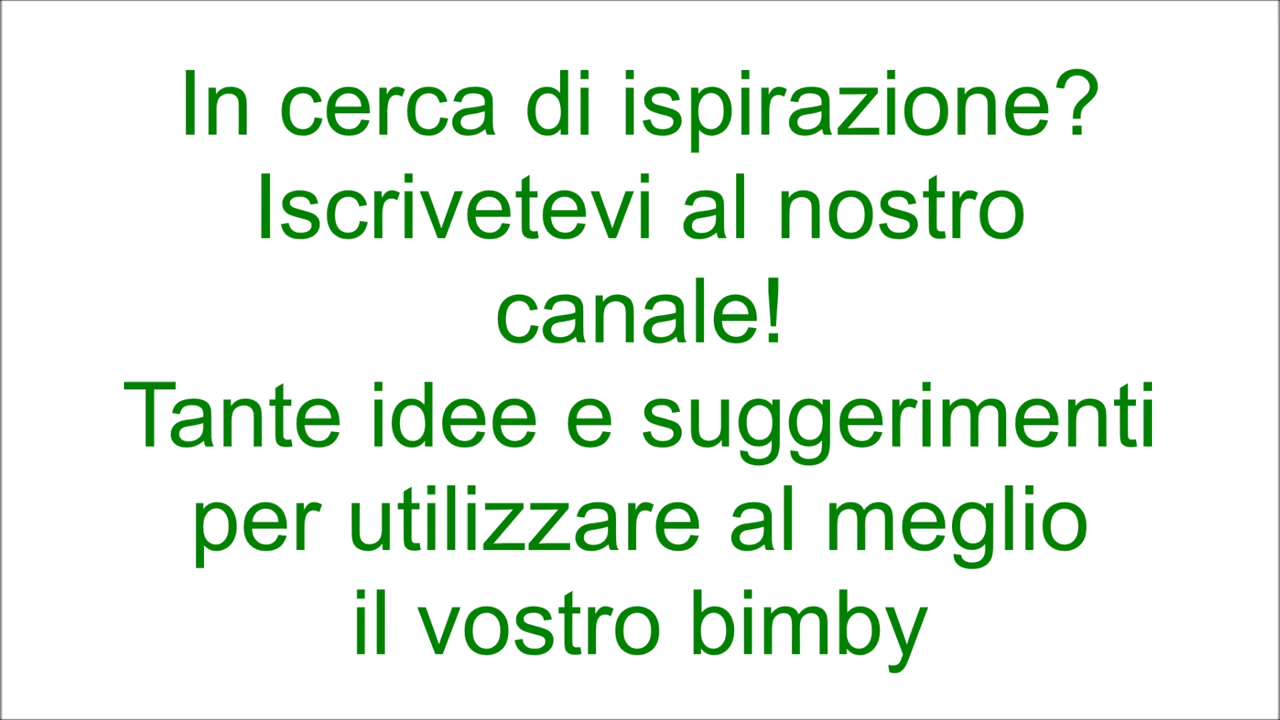 In cerca di ispirazione?
Iscrivetevi al nostro
canale!
Tante idee e suggerimenti
per utilizzare al meglio
il vostro bimby